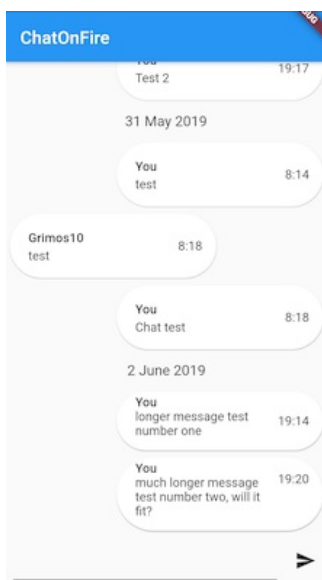 ChatOnFire
You
19:17
Test 2
31 May 2019
You
8:14
test
Grimos10
8:18
test
You
8:18
Chat test
2 June 2019
You
longer message test
19:14
number one
You
19:20
much longer message
test number two, will it
fit?